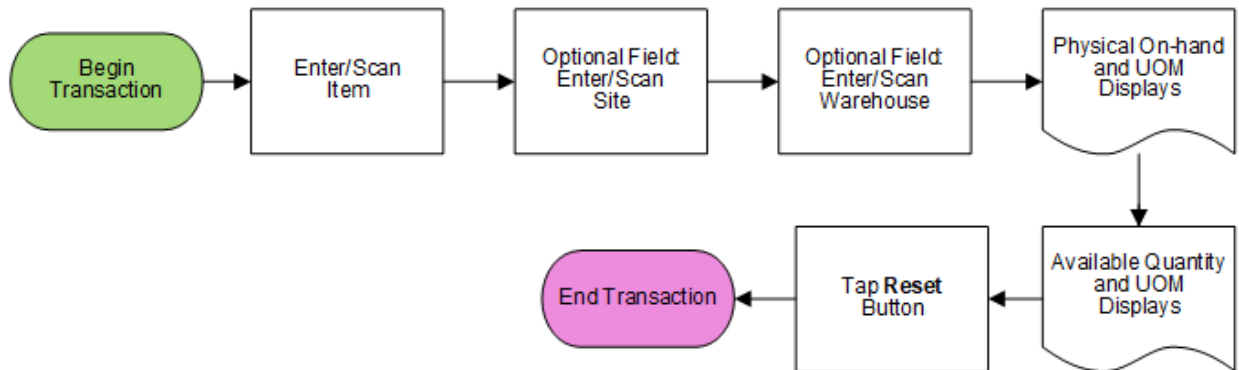 Begin
Transaction
Enter/Scan
Item
Optional Field:
Enter/Scan
Site
Optional Field:
Enter/Scan
Warehouse
Physical On-hand
and UOM
Displays
Available Quantity
and UOM
Displays
Tap Reset
Button
End Transaction